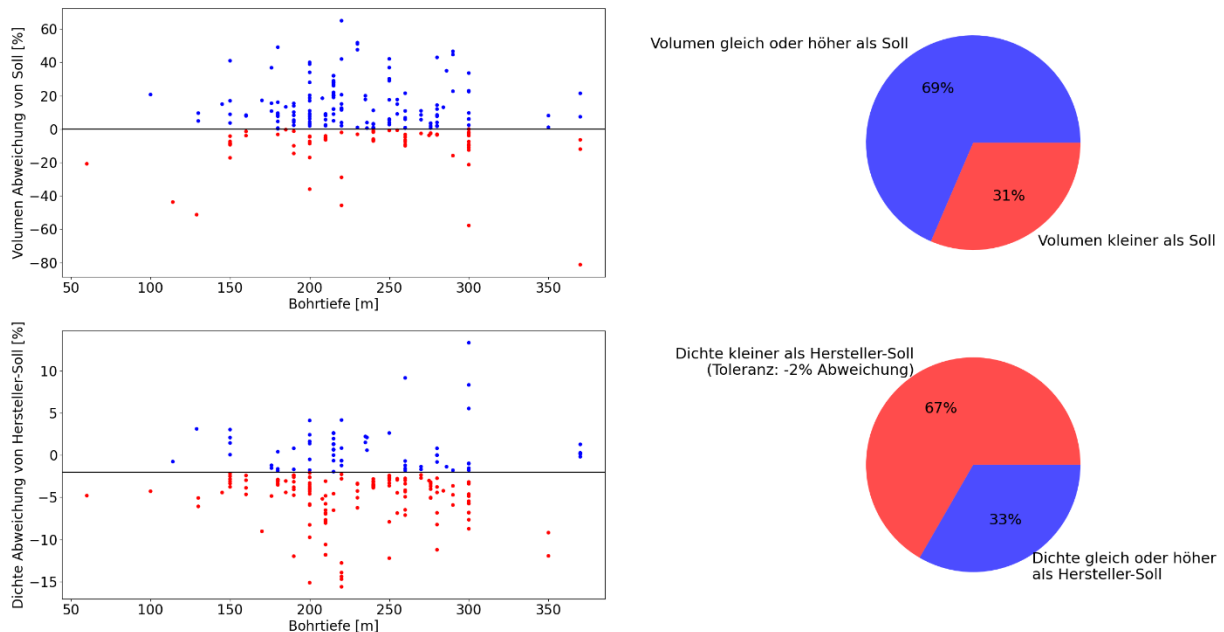 Volumen Abweichung von Soll [%]
60
40
20
0
−20
−40
−60
−80
50 100 150 200 250 300 350
Bohrtiefe [m]
Volumen gleich oder höher als Soll
69%
31%
Volumen kleiner als Soll
Dichte Abweichung von Hersteller-Soll [%]
10
5
0
−5
−10
−15
50 100 150 200 250 300 350
Bohrtiefe [m]
Dichte kleiner als Hersteller-Soll
(Toleranz: -2% Abweichung)
67%
33%
Dichte gleich oder höher
als Hersteller-Soll